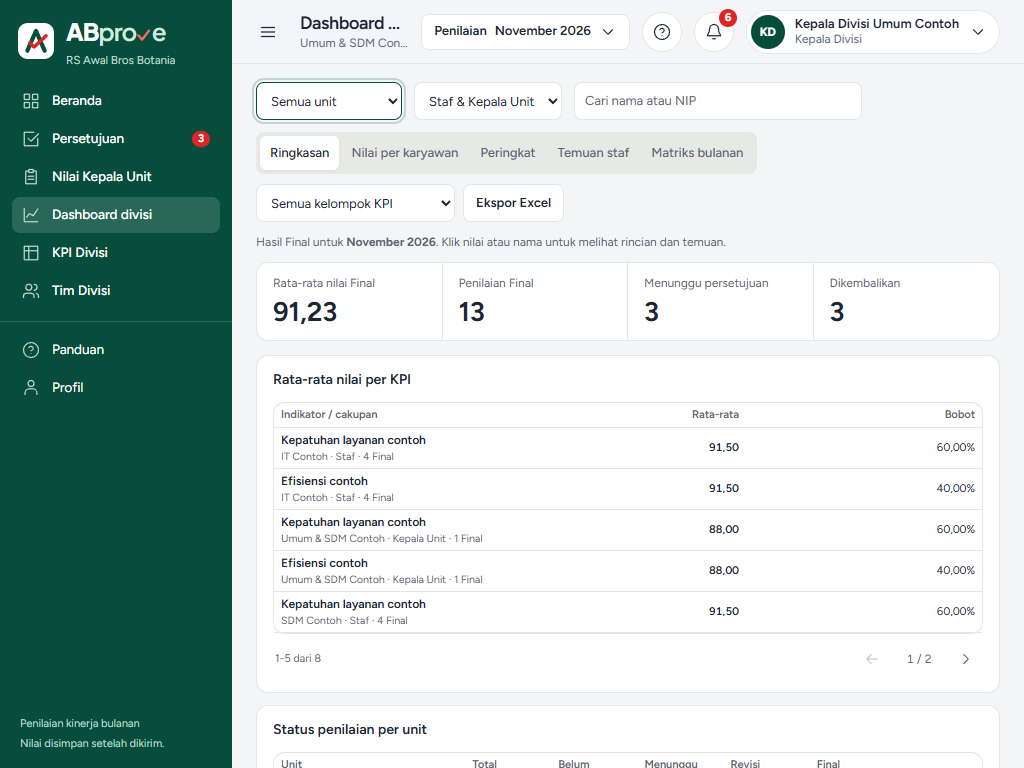 ABprove
RS Awal Bros Botania
Beranda
Persetujuan 3
Nilai Kepala Unit
Dashboard divisi
KPI Divisi
Tim Divisi
Panduan
Profil
Penilaian kinerja bulanan
Nilai disimpan setelah dikirim.
Dashboard ...
Umum & SDM Con...
Penilaian November 2026
6
KD
Kepala Divisi Umum Contoh
Kepala Divisi
Semua unit
Staf & Kepala Unit
Cari nama atau NIP
Ringkasan Nilai per karyawan Peringkat Temuan staf Matriks bulanan
Semua kelompok KPI
Ekspor Excel
Hasil Final untuk November 2026. Klik nilai atau nama untuk melihat rincian dan temuan.
Rata-rata nilai Final
91,23
Penilaian Final
13
Menunggu persetujuan
3
Dikembalikan
3
Rata-rata nilai per KPI
Indikator / cakupan Rata-rata Bobot
Kepatuhan layanan contoh
IT Contoh · Staf · 4 Final
91,50 60,00%
Efisiensi contoh
IT Contoh · Staf · 4 Final
91,50 40,00%
Kepatuhan layanan contoh
Umum & SDM Contoh · Kepala Unit · 1 Final
88,00 60,00%
Efisiensi contoh
Umum & SDM Contoh · Kepala Unit · 1 Final
88,00 40,00%
Kepatuhan layanan contoh
SDM Contoh · Staf · 4 Final
91,50 60,00%
1-5 dari 8
1 / 2
Status penilaian per unit
Unit Total Belum Menunggu Revisi Final